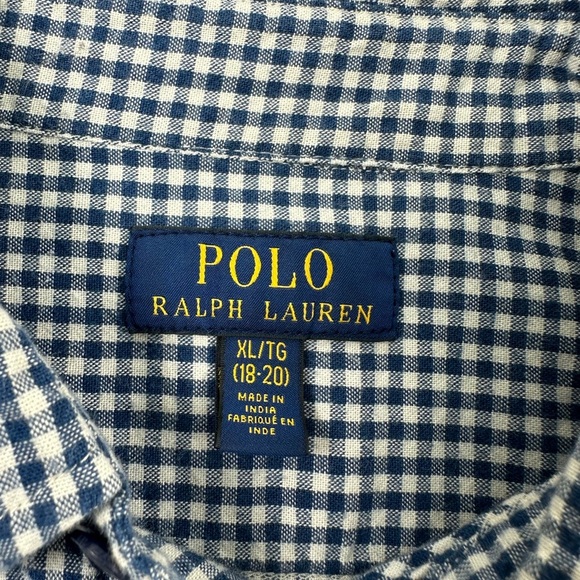 POLO
RALPH LAUREN
XL/TG
(18-20)
MADE IN
INDIA
FABRIQUÉ EN
INDE